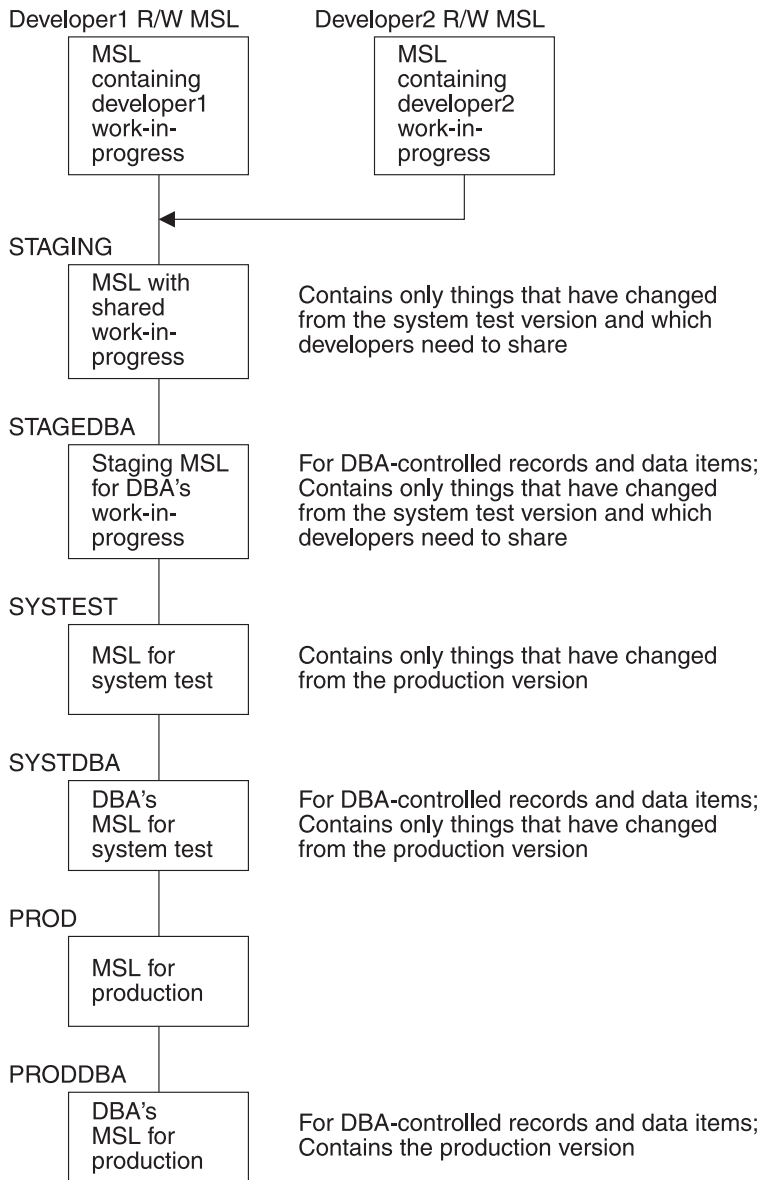 Developer1 R/W MSL
Developer2 R/W MSL
MSL
containing
developer1
work-in-
progress
MSL
containing
developer2
work-in-
progress
STAGING
MSL with
shared
work-in-
progress
Contains only things that have changed
from the system test version and which
developers need to share
STAGEDBA
Staging MSL
for DBA's
work-in-
progress
For DBA-controlled records and data items;
Contains only things that have changed
from the system test version and which
developers need to share
SYSTEST
MSL for
system test
Contains only things that have changed
from the production version
SYSTDBA
DBA's
MSL for
system test
For DBA-controlled records and data items;
Contains only things that have changed
from the production version
PROD
MSL for
production
PRODDBA
DBA's
MSL for
production
For DBA-controlled records and data items;
Contains the production version